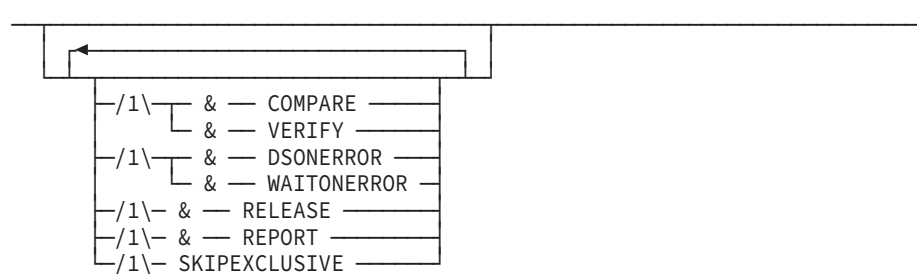 /1\ & COMPARE
& VERIFY
/1\ & DSONERROR
& WAITONERROR
/1\ & RELEASE
/1\ & REPORT
/1\ SKIPEXCLUSIVE